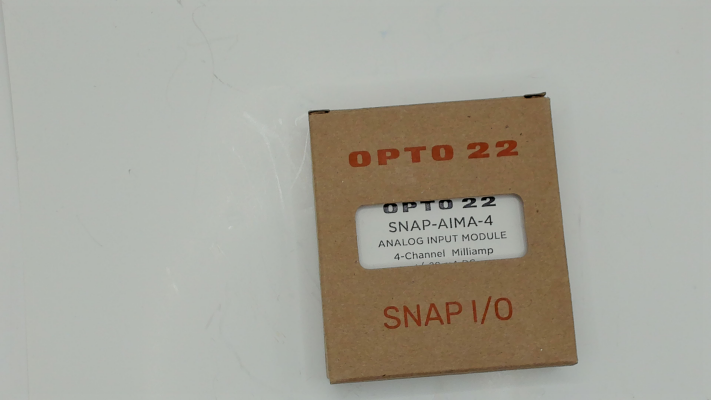 OPTO 22
OPTO 22
SNAP-AIMA-4
ANALOG INPUT MODULE
4-Channel Milliamp
SNAP I/O